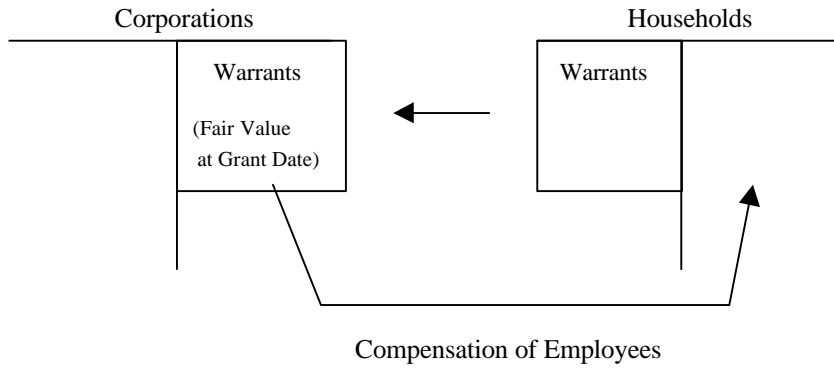 Corporations
Households
Warrants
Warrants
(Fair Value
at Grant Date)
Compensation of Employees